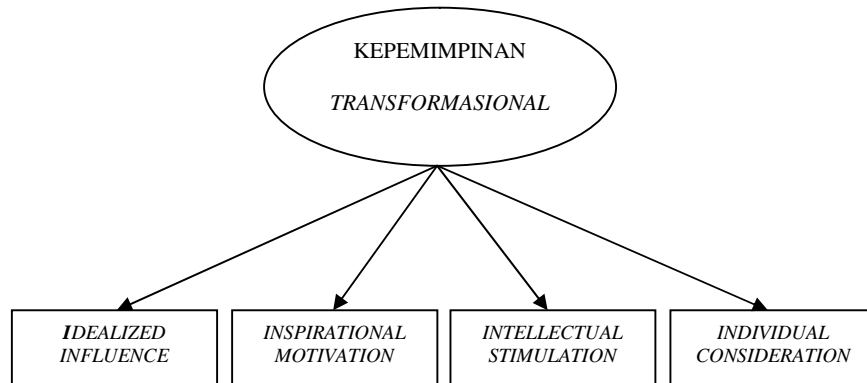 KEPEMIMPINAN
TRANSFORMASIONAL
IDEALIZED
INFLUENCE
INSPIRATIONAL
MOTIVATION
INTELLECTUAL
STIMULATION
INDIVIDUAL
CONSIDERATION